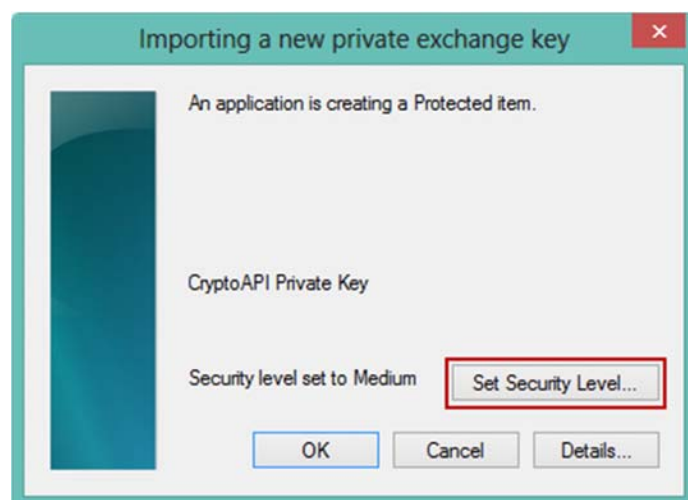 Importing a new private exchange key
An application is creating a Protected item.
CryptoAPI Private Key
Security level set to Medium
Set Security Level...
OK
Cancel
Details...